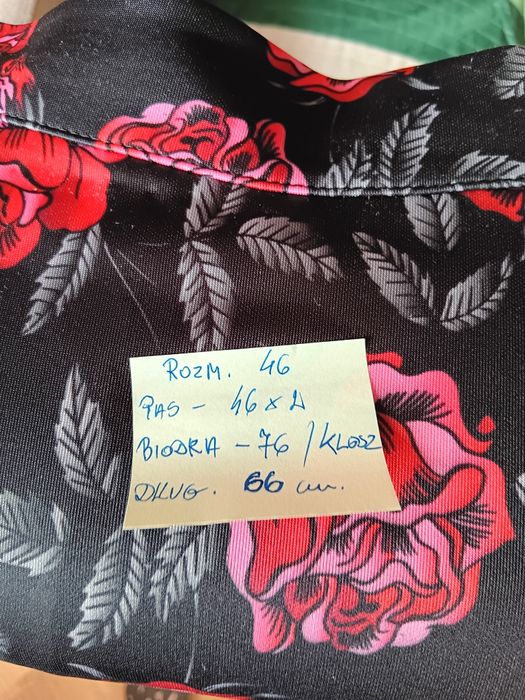 ROZM. 46
PAS - 46 x 2
BIODRA - 76 / KLOSZ
DŁUG. 66 cm.